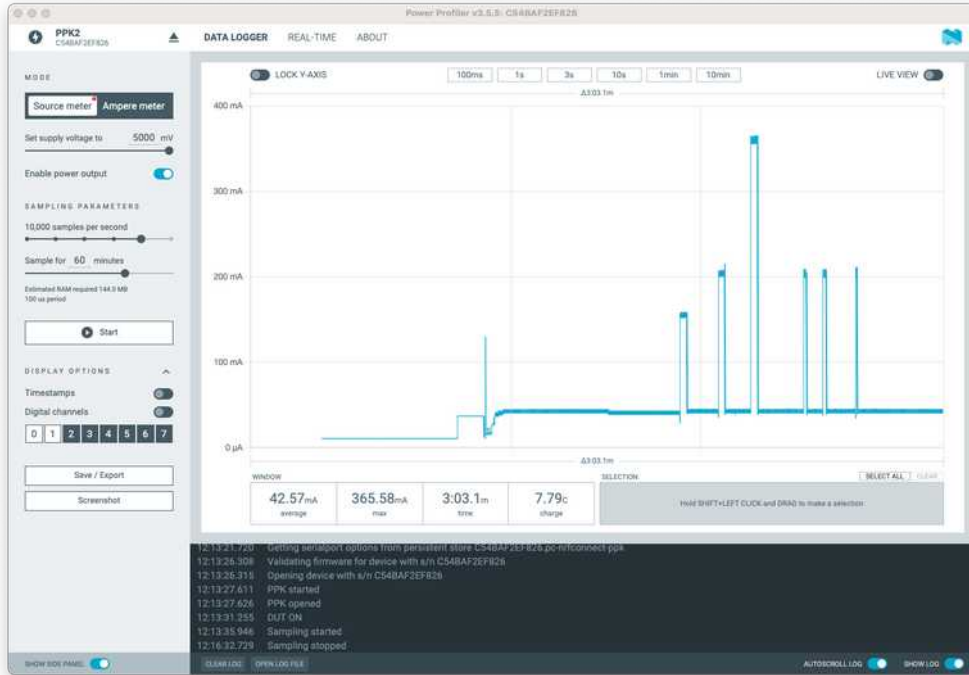 Power Profiler v3.5.5: C54BAF2EF826
PPK2
C54BAF2EF826
DATA LOGGER REAL-TIME ABOUT
MODE
Source meter Ampere meter
Set supply voltage to 5000 mV
Enable power output
SAMPLING PARAMETERS
10,000 samples per second
Sample for 60 minutes
Estimated RAM required 144.0 MB
100 us period
Start
DISPLAY OPTIONS
Timestamps
Digital channels
0 1 2 3 4 5 6 7
Save / Export
Screenshot
SHOW SIDE PANEL
LOCK Y-AXIS 100ms 1s 3s 10s 1min 10min LIVE VIEW
Δ3:03.1m
400 mA
300 mA
200 mA
100 mA
0 μA
Δ3:03.1m
WINDOW SELECTION SELECT ALL CLEAR
42.57mA 365.58mA 3:03.1m 7.79c
average max time charge
Hold SHIFT+LEFT CLICK and DRAG to make a selection
12:13:21.720 Getting serialport options from persistent store C54BAF2EF826.pc-nrfconnect-ppk
12:13:26.308 Validating firmware for device with s/n C54BAF2EF826
12:13:26.315 Opening device with s/n C54BAF2EF826
12:13:27.611 PPK started
12:13:27.626 PPK opened
12:13:31.255 DUT ON
12:13:35.946 Sampling started
12:16:32.729 Sampling stopped
CLEAR LOG OPEN LOG FILE AUTOSCROLL LOG SHOW LOG